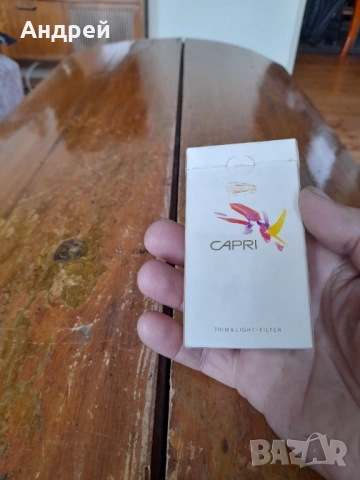 Андрей
CAPRI
TRIM & LIGHT-FILTER
BAZAR